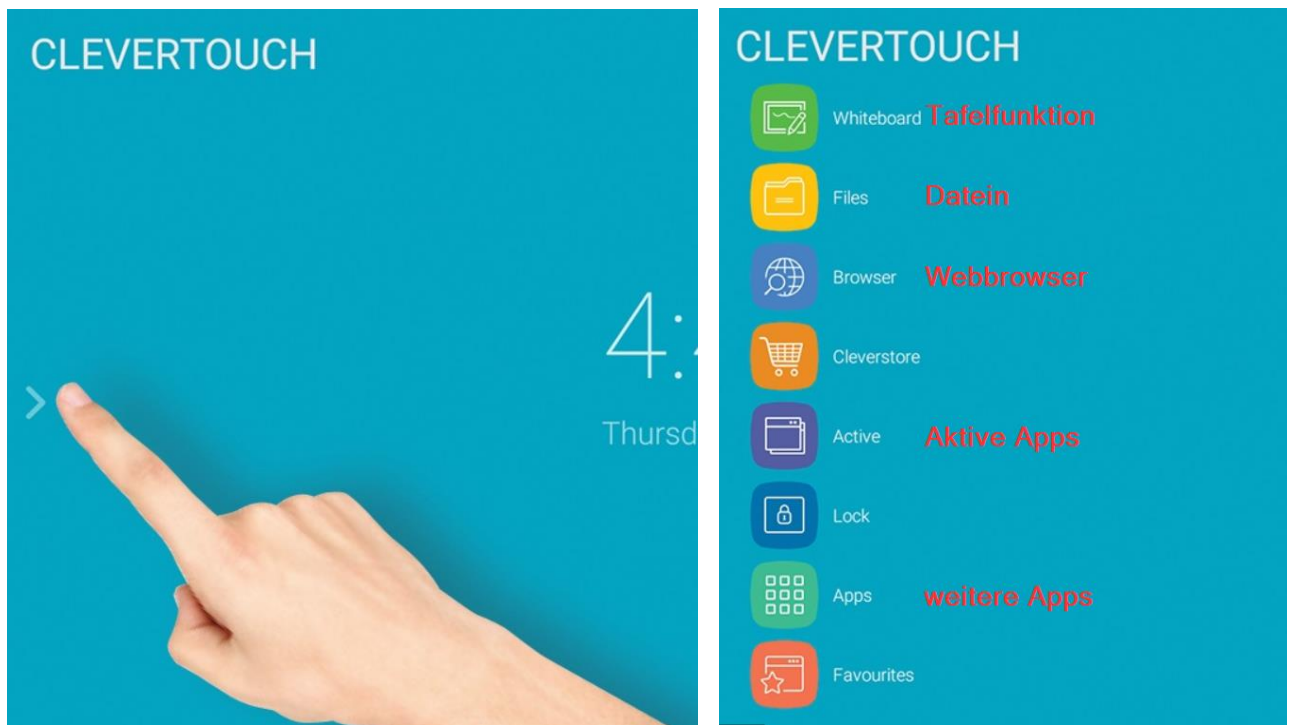 CLEVERTOUCH
4:
Thursd
CLEVERTOUCH
Whiteboard Tafelfunktion
Files Datein
Browser Webbrowser
Cleverstore
Active Aktive Apps
Lock
Apps weitere Apps
Favourites